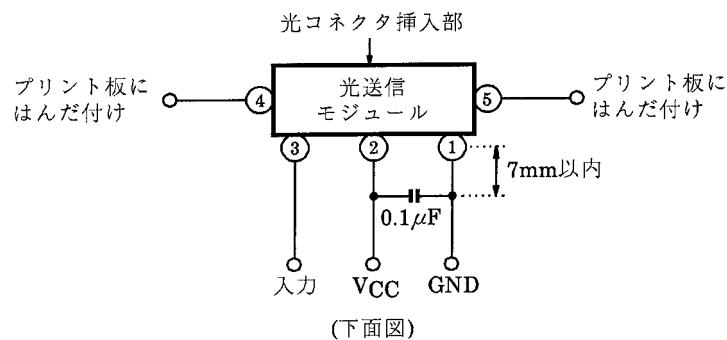 光コネクタ挿入部
プリント板に
はんだ付け
④
光送信
モジュール
⑤
プリント板に
はんだ付け
③
②
①
7mm以内
0.1μF
入力
VCC
GND
(下面図)